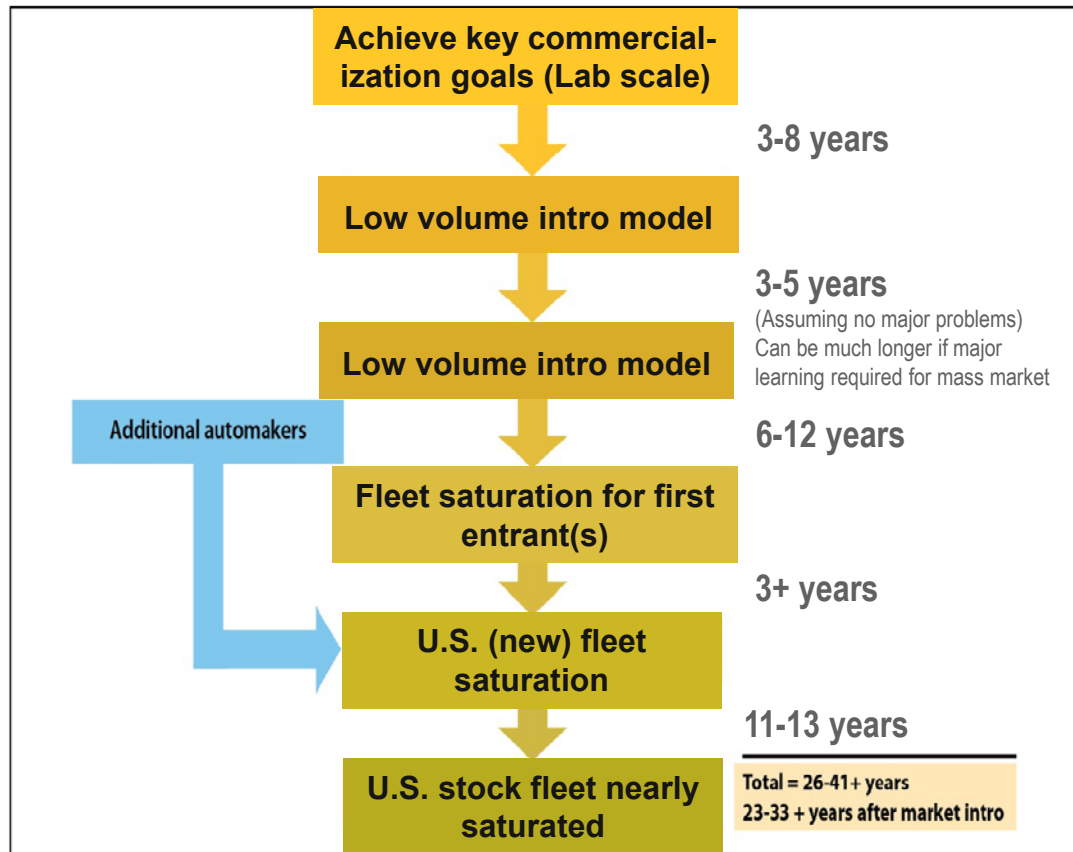 Achieve key commercial-
ization goals (Lab scale)
3-8 years
Low volume intro model
3-5 years
(Assuming no major problems)
Can be much longer if major
learning required for mass market
Low volume intro model
Additional automakers
6-12 years
Fleet saturation for first
entrant(s)
3+ years
U.S. (new) fleet
saturation
11-13 years
U.S. stock fleet nearly
saturated
Total = 26-41+ years
23-33 + years after market intro